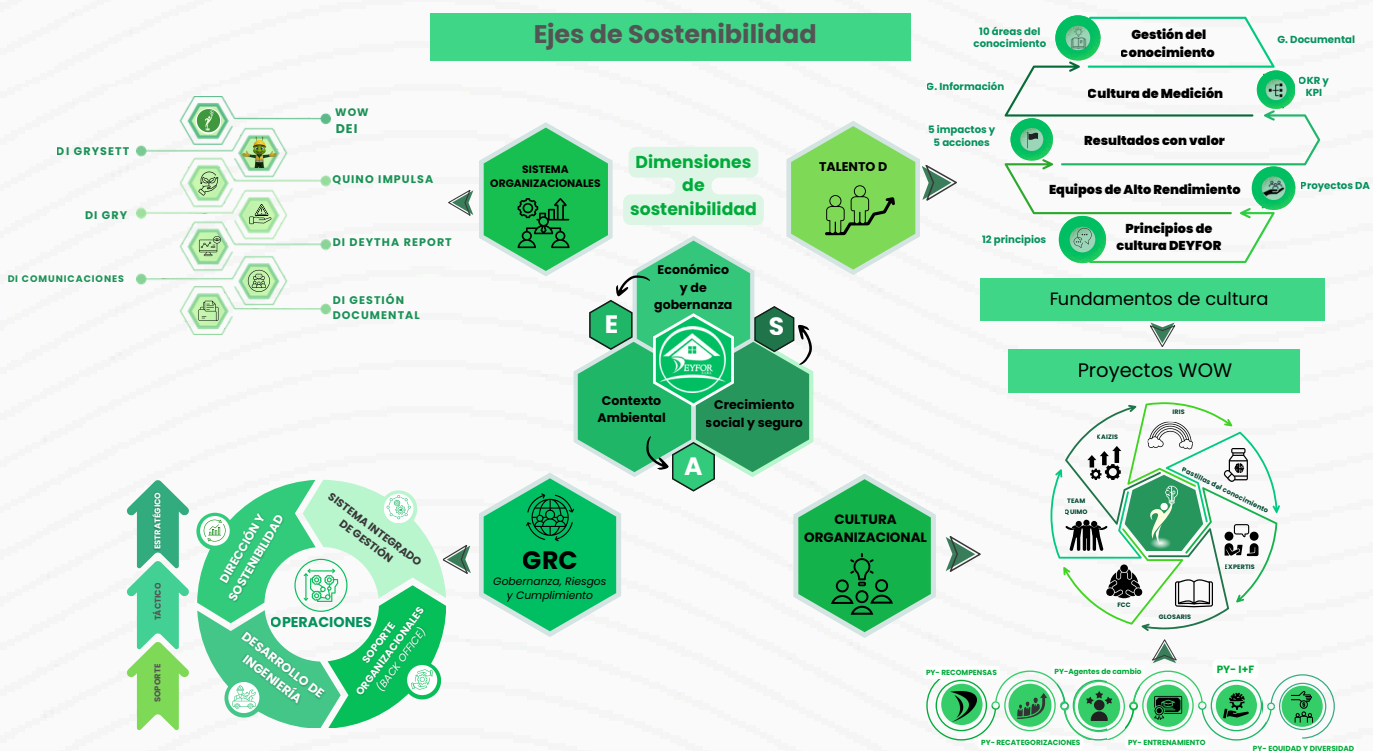 Ejes de Sostenibilidad
WOW
DEI
DI GRYSETT
QUINO IMPULSA
DI GRY
DI DEYTHA REPORT
DI COMUNICACIONES
DI GESTIÓN
DOCUMENTAL
SISTEMA
ORGANIZACIONALES
Dimensiones
de
sostenibilidad
TALENTO D
10 áreas del
conocimiento
Gestión del
conocimiento
G. Documental
G. Información
Cultura de Medición
OKR y
KPI
5 impactos y
5 acciones
Resultados con valor
Equipos de Alto Rendimiento
Proyectos DA
12 principios
Principios de
cultura DEYFOR
Económico
y de
gobernanza
E
S
DEYFOR
Contexto
Ambiental
Crecimiento
social y seguro
A
Fundamentos de cultura
Proyectos WOW
IRIS
KAIZIS
Pastillas del conocimiento
TEAM
QUIMO
EXPERTIS
FCC
GLOSARIS
ESTRATÉGICO
TÁCTICO
SOPORTE
DIRECCIÓN Y
SOSTENIBILIDAD
SISTEMA INTEGRADO
DE GESTIÓN
OPERACIONES
DESARROLLO DE
INGENIERÍA
SOPORTE
ORGANIZACIONALES
(BACK OFFICE)
GRC
Gobernanza, Riesgos
y Cumplimiento
CULTURA
ORGANIZACIONAL
PY- RECOMPENSAS
PY-Agentes de cambio
PY- I+F
PY- RECATEGORIZACIONES
PY- ENTRENAMIENTO
PY- EQUIDAD Y DIVERSIDAD